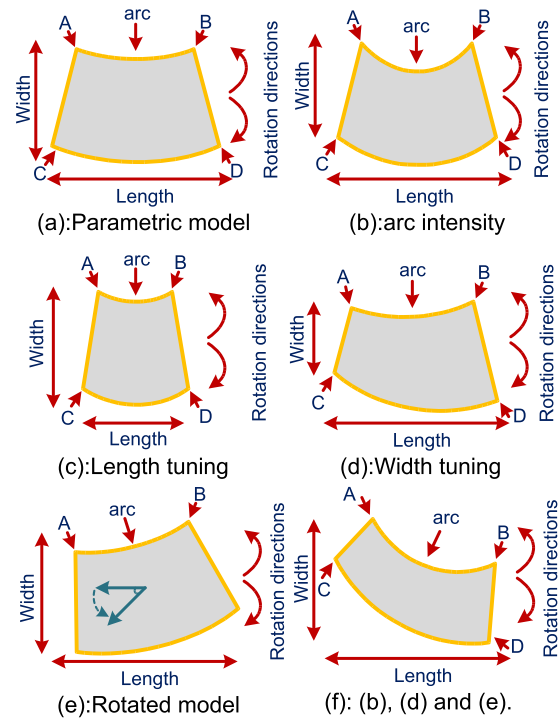 A
arc
B
Width
Rotation directions
C
D
Length
(a):Parametric model
A
arc
B
Width
Rotation directions
C
D
Length
(b):arc intensity
A
arc
B
Width
Rotation directions
C
D
Length
(c):Length tuning
A
arc
B
Width
Rotation directions
C
D
Length
(d):Width tuning
A
arc
B
Width
Rotation directions
Length
(e):Rotated model
A
arc
B
Width
Rotation directions
C
D
Length
(f): (b), (d) and (e).